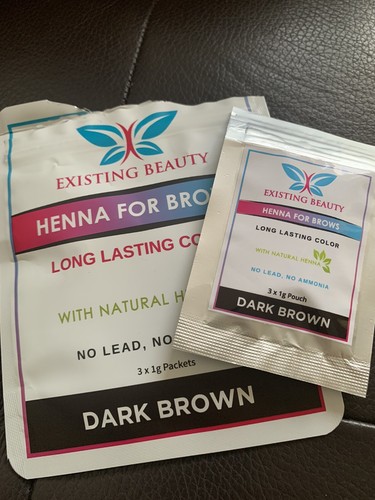 EXISTING BEAUTY
HENNA FOR BRO
LONG LASTING CO
WITH NATURAL H
NO LEAD, NO
3 x 1g Packets
DARK BROWN
EXISTING BEAUTY
HENNA FOR BROWS
LONG LASTING COLOR
WITH NATURAL HENNA
NO LEAD, NO AMMONIA
3 x 1g Pouch
DARK BROWN